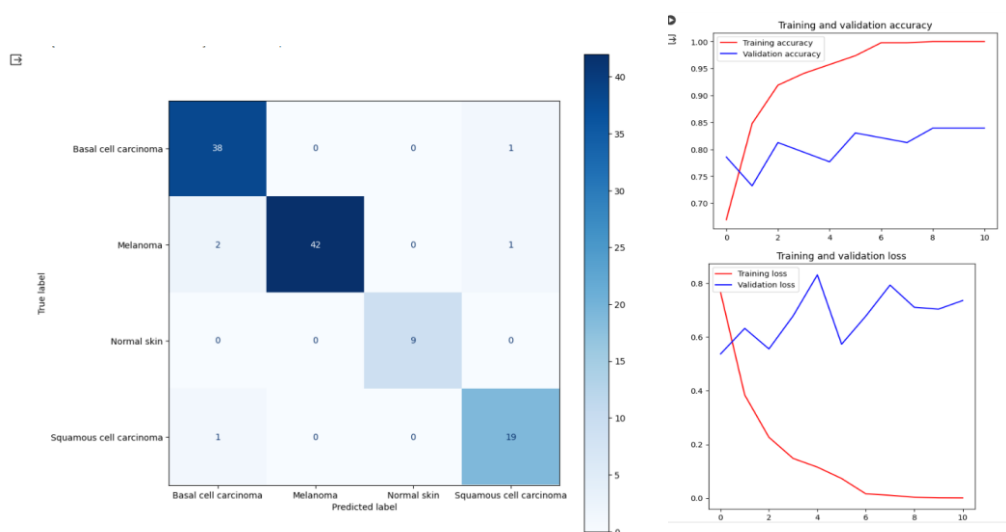 Basal cell carcinoma
Melanoma
Normal skin
Squamous cell carcinoma
True label
38 0 0 1
2 42 0 1
0 0 9 0
1 0 0 19
Basal cell carcinoma Melanoma Normal skin Squamous cell carcinoma
Predicted label
40
35
30
25
20
15
10
5
0
Training and validation accuracy
Training accuracy
Validation accuracy
1.00
0.95
0.90
0.85
0.80
0.75
0.70
0 2 4 6 8 10
Training and validation loss
Training loss
Validation loss
0.8
0.6
0.4
0.2
0.0
0 2 4 6 8 10